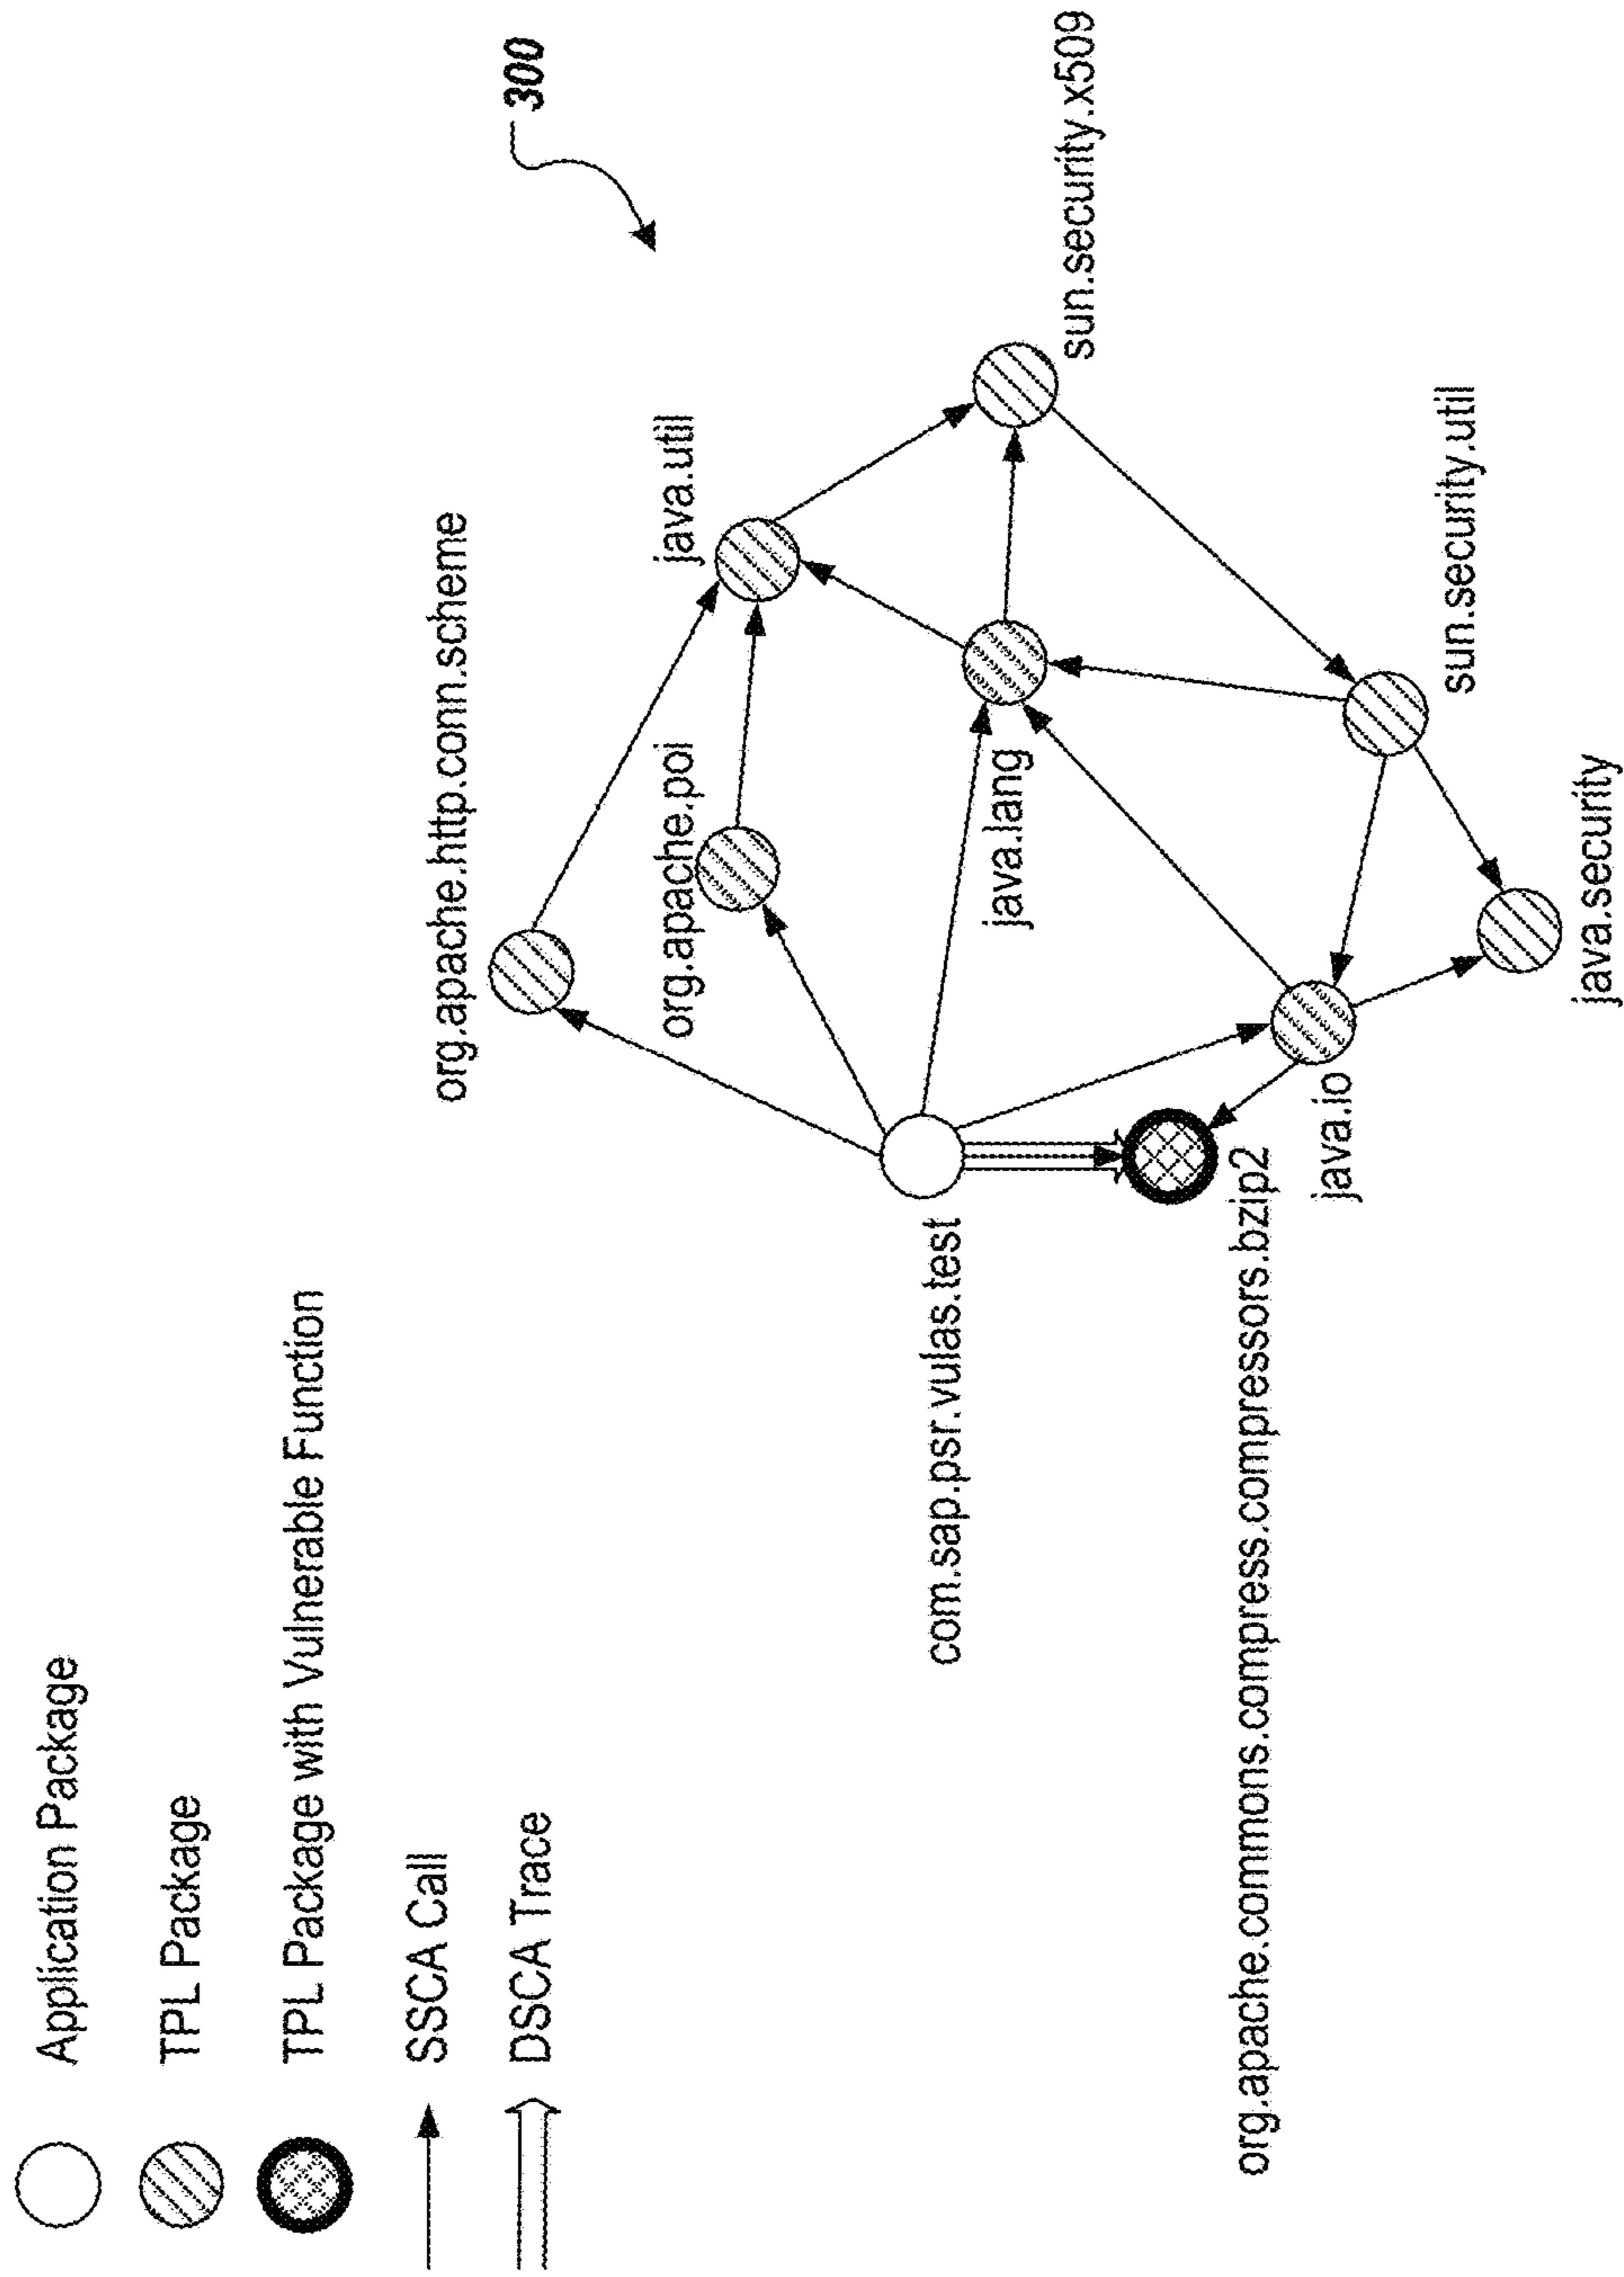 Application Package
TPL Package
TPL Package with Vulnerable Function
SSCA Call
DSCA Trace
300
org.apache.http.conn.scheme
java.util
org.apache.poi
sun.security.x509
java.lang
com.sap.psr.vulas.test
org.apache.commons.compress.compressors.bzip2
java.io
sun.security.util
java.security